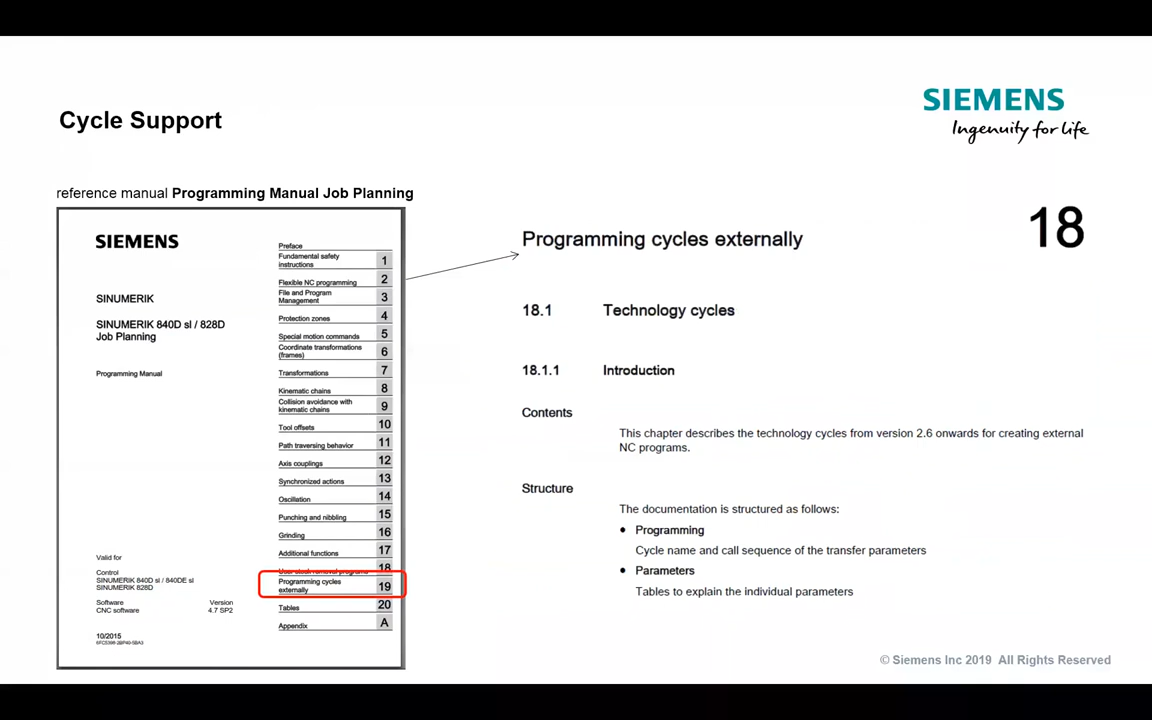 SIEMENS
Ingenuity for life
Cycle Support
reference manual Programming Manual Job Planning
SIEMENS
SINUMERIK
SINUMERIK 840D sl / 828D
Job Planning
Programming Manual
Valid for
Control
SINUMERIK 840D sl / 840DE sl
SINUMERIK 828D
Software Version
CNC software 4.7 SP2
10/2015
Preface
Fundamental safety
instructions 1
Flexible NC programming 2
File and Program
Management 3
Protection zones 4
Special motion commands 5
Coordinate transformations
(frames) 6
Transformations 7
Kinematic chains 8
Collision avoidance with
kinematic chains 9
Tool offsets 10
Path traversing behavior 11
Axis couplings 12
Synchronized actions 13
Oscillation 14
Punching and nibbling 15
Grinding 16
Additional functions 17
User stock removal programs 18
Programming cycles
externally 19
Tables 20
Appendix A
Programming cycles externally 18
18.1 Technology cycles
18.1.1 Introduction
Contents
This chapter describes the technology cycles from version 2.6 onwards for creating external
NC programs.
Structure
The documentation is structured as follows:
● Programming
Cycle name and call sequence of the transfer parameters
● Parameters
Tables to explain the individual parameters
© Siemens Inc 2019 All Rights Reserved